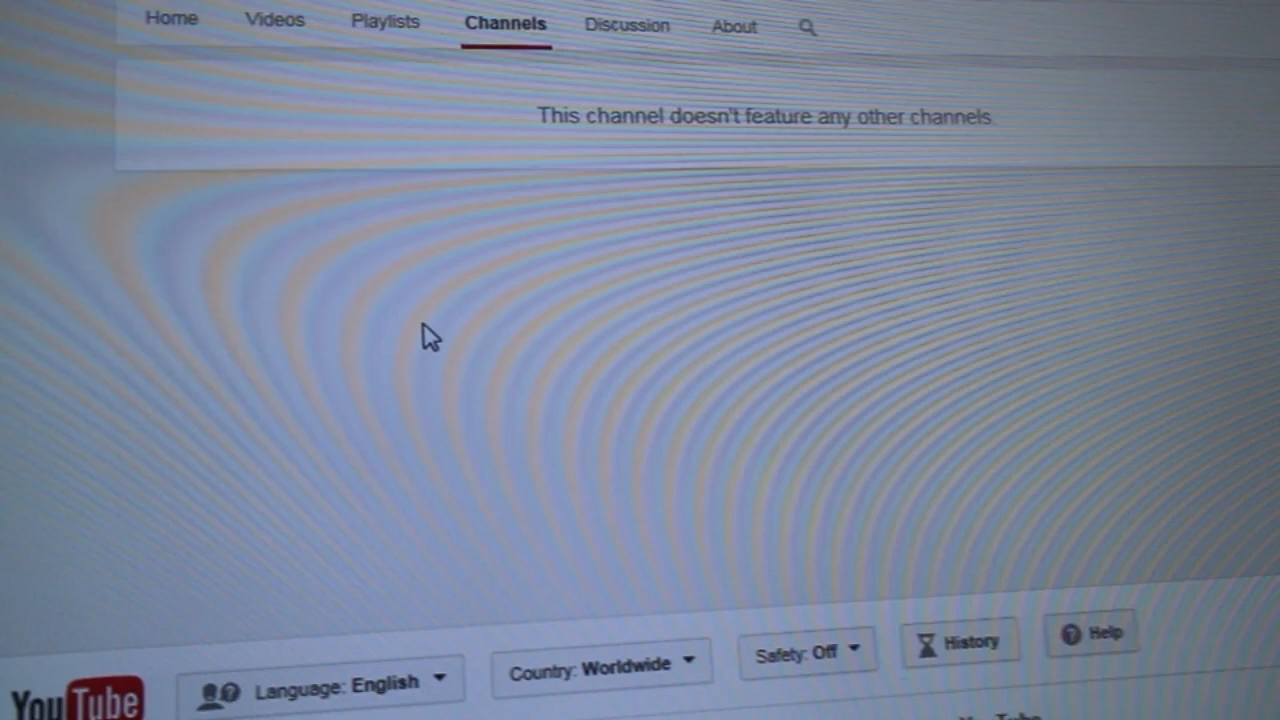 Home Videos Playlists Channels Discussion About
This channel doesn't feature any other channels.
YouTube Language: English Country: Worldwide Safety: Off History Help